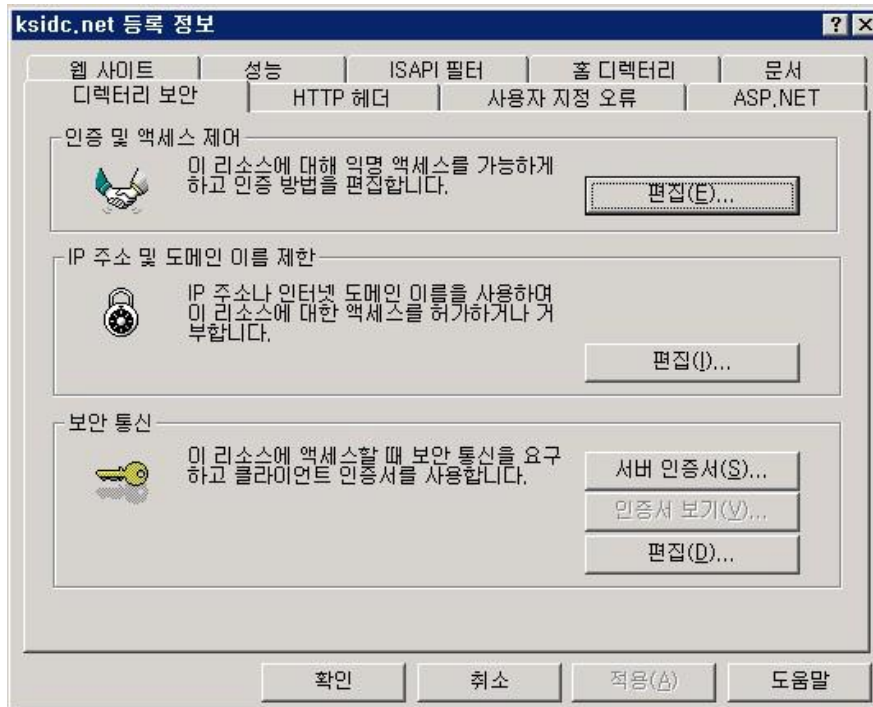 ksidc.net 등록 정보
웹 사이트 성능 ISAPI 필터 홈 디렉터리 문서
디렉터리 보안 HTTP 헤더 사용자 지정 오류 ASP.NET
인증 및 액세스 제어
이 리소스에 대해 익명 액세스를 가능하게
하고 인증 방법을 편집합니다.
편집(E)...
IP 주소 및 도메인 이름 제한
IP 주소나 인터넷 도메인 이름을 사용하여
이 리소스에 대한 액세스를 허가하거나 거
부합니다.
편집(I)...
보안 통신
이 리소스에 액세스할 때 보안 통신을 요구
하고 클라이언트 인증서를 사용합니다.
서버 인증서(S)...
인증서 보기(V)...
편집(D)...
확인 취소 적용(A) 도움말